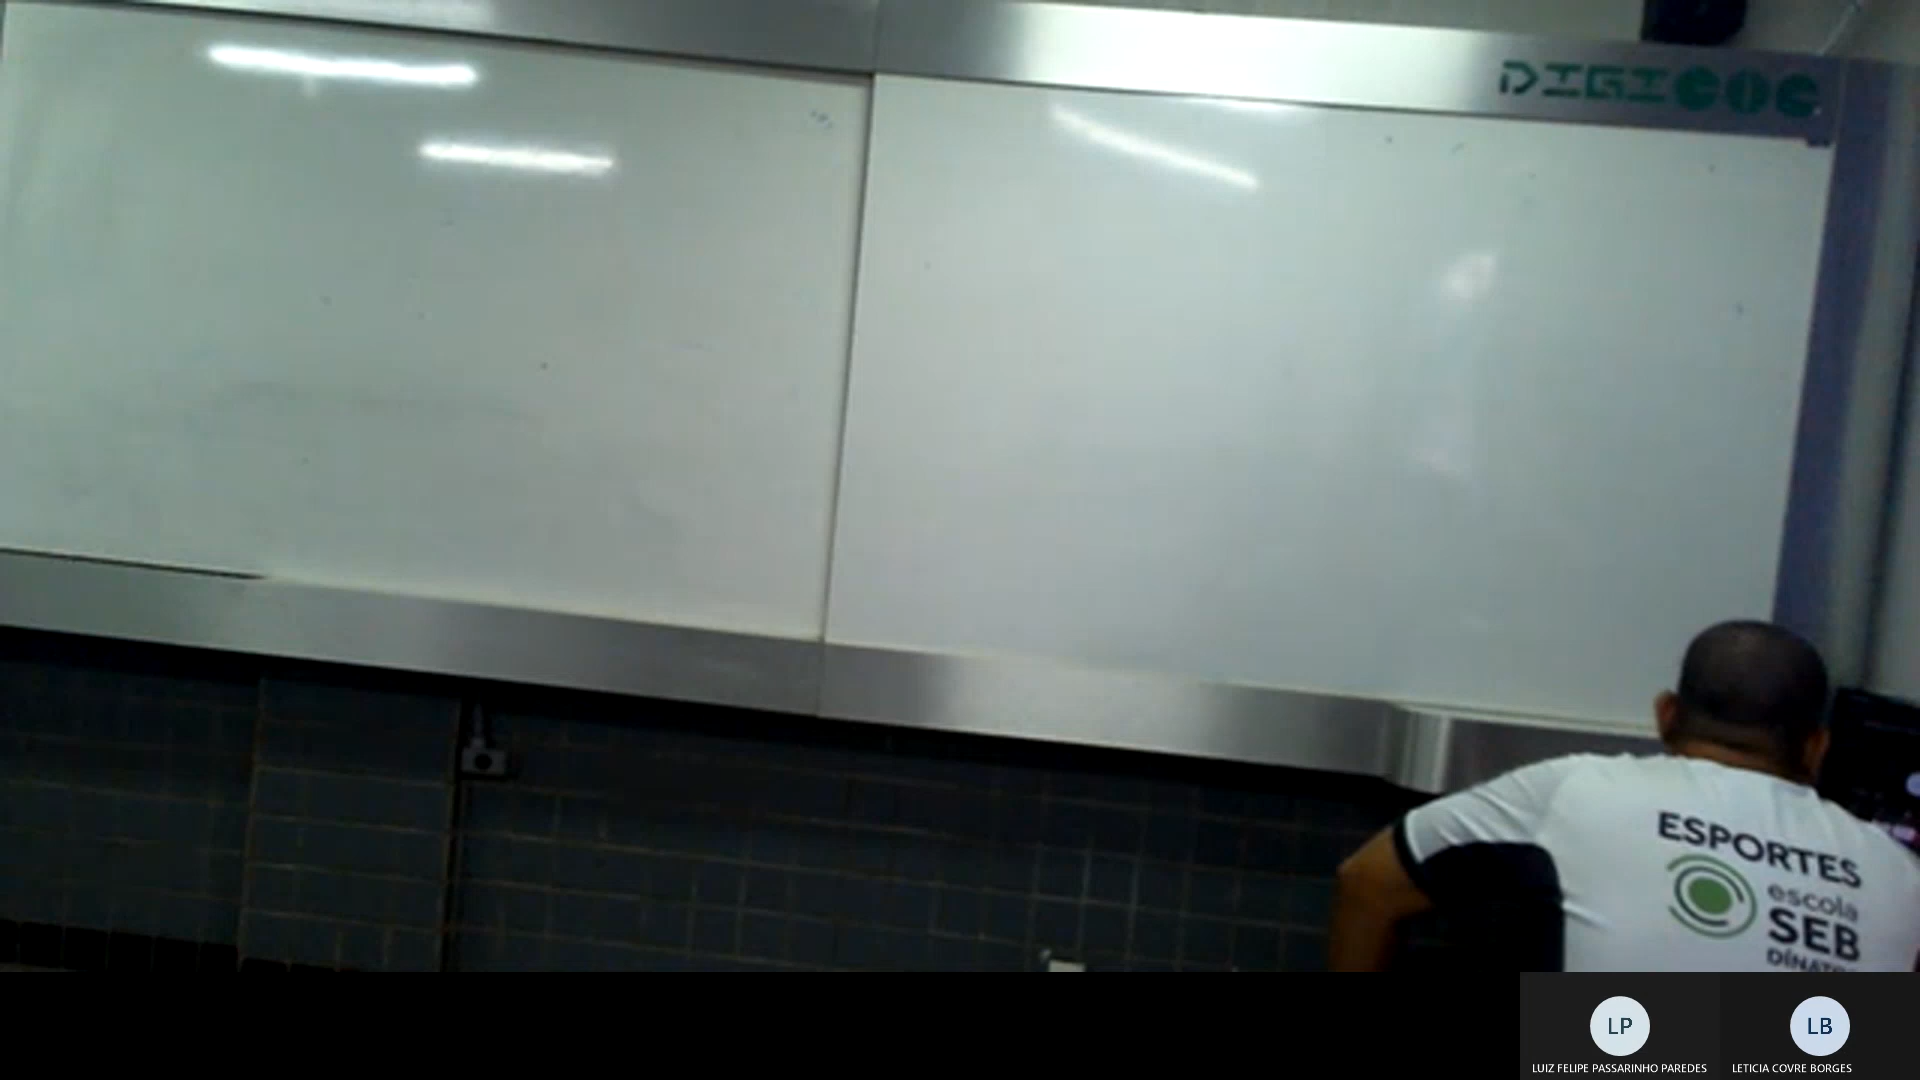 DIGICOC
ESPORTES
escola
SEB
LP
LB
LUIZ FELIPE PASSARINHO PAREDES
LETICIA COVRE BORGES